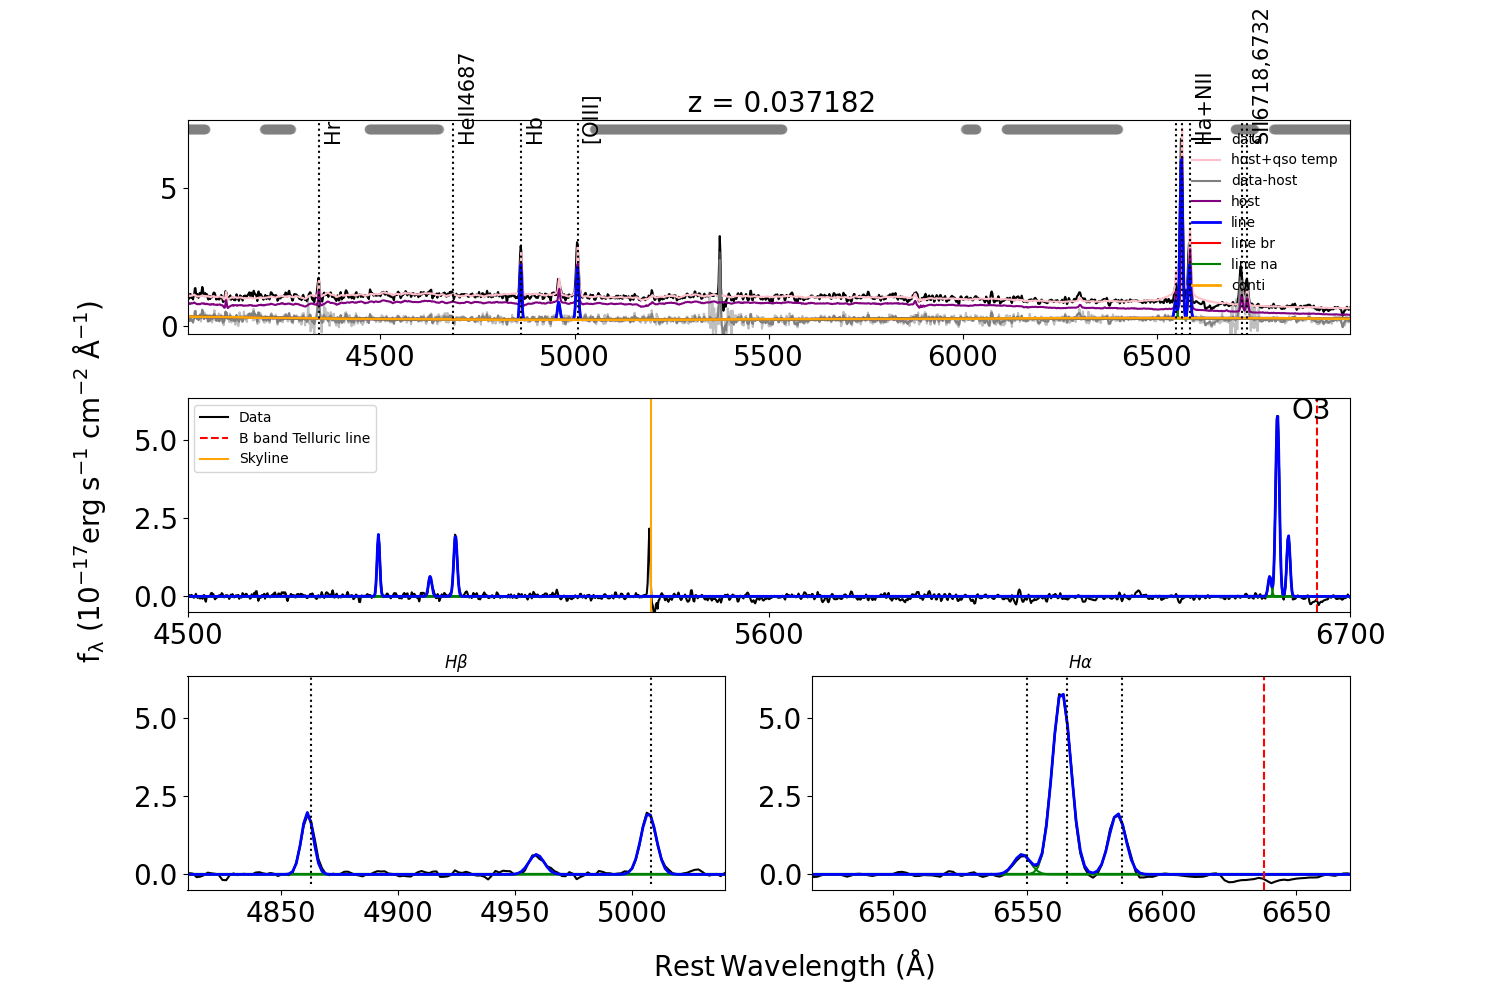 z = 0.037182
Hr
HeII4687
Hb
[OIII]
Ha+NII
SII6718,6732
data
host+qso temp
data-host
host
line
line br
line na
conti
5
0
4500
5000
5500
6000
6500
Data
B band Telluric line
Skyline
O3
5.0
2.5
0.0
4500
5600
6700
fλ (10⁻¹⁷erg s⁻¹ cm⁻² Å⁻¹)
Hβ
5.0
2.5
0.0
4850
4900
4950
5000
Hα
5.0
2.5
0.0
6500
6550
6600
6650
Rest Wavelength (Å)